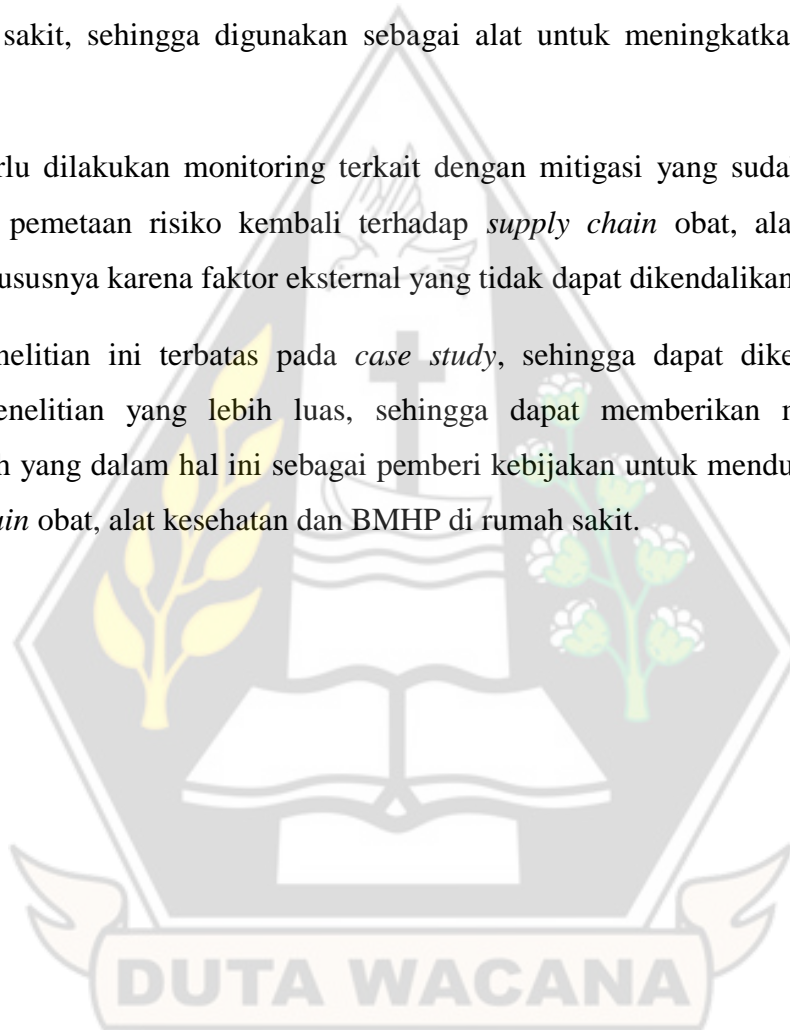 sakit, sehingga digunakan sebagai alat untuk meningkatka
rlu dilakukan monitoring terkait dengan mitigasi yang sudal
pemetaan risiko kembali terhadap supply chain obat, ala
ususnya karena faktor eksternal yang tidak dapat dikendalikan
nelitian ini terbatas pada case study, sehingga dapat dike
enelitian yang lebih luas, sehingga dapat memberikan
n yang dalam hal ini sebagai pemberi kebijakan untuk mendu
ain obat, alat kesehatan dan BMHP di rumah sakit.
DUTA WACANA